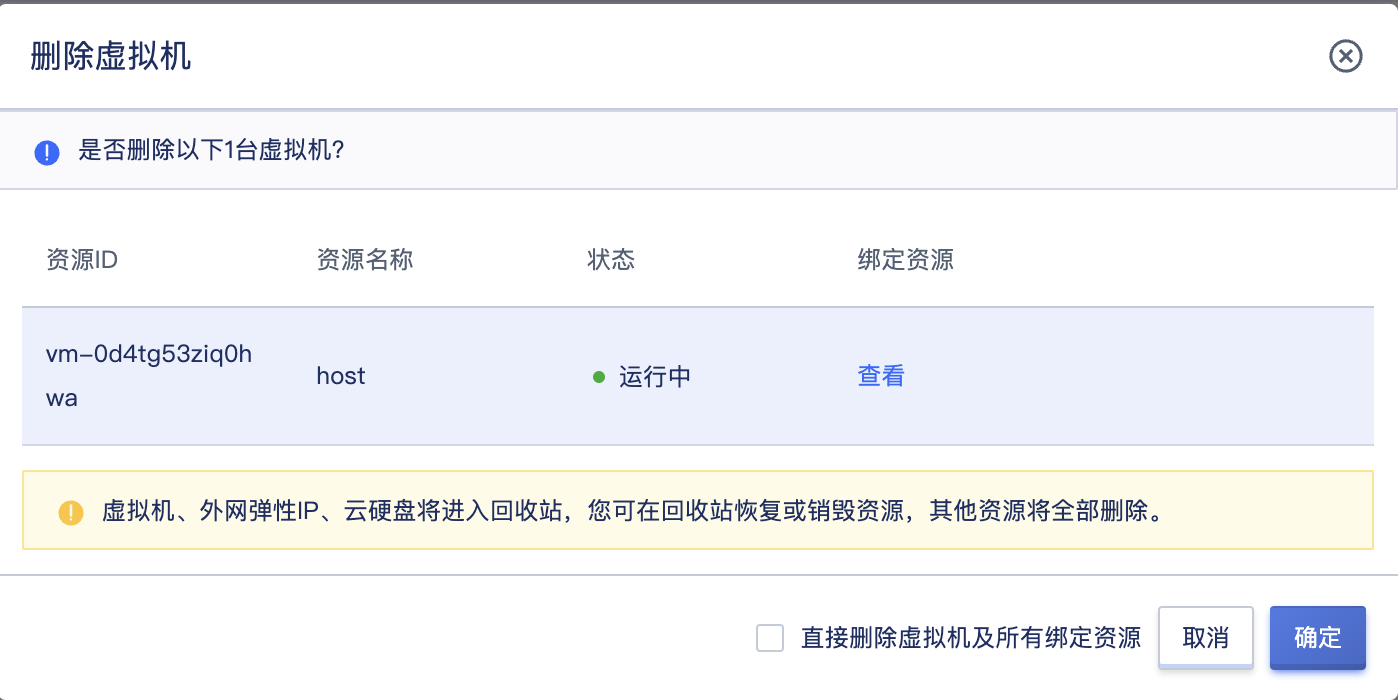 删除虚拟机
是否删除以下1台虚拟机?
资源ID 资源名称 状态 绑定资源
vm-0d4tg53ziq0h
wa
host 运行中 查看
虚拟机、外网弹性IP、云硬盘将进入回收站，您可在回收站恢复或销毁资源，其他资源将全部删除。
直接删除虚拟机及所有绑定资源 取消 确定